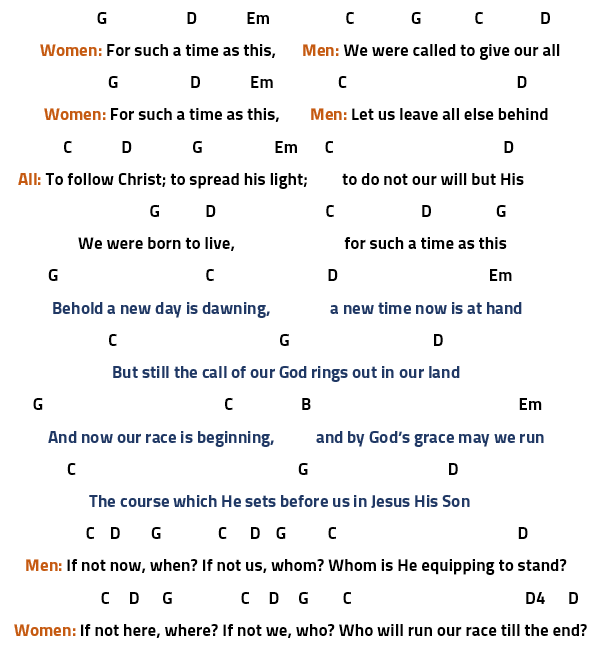 G D Em C G C D
Women: For such a time as this, Men: We were called to give our all
G D Em C D
Women: For such a time as this, Men: Let us leave all else behind
C D G Em C D
All: To follow Christ; to spread his light; to do not our will but His
G D C D G
We were born to live, for such a time as this
G C D Em
Behold a new day is dawning, a new time now is at hand
C G D
But still the call of our God rings out in our land
G C B Em
And now our race is beginning, and by God's grace may we run
C G D
The course which He sets before us in Jesus His Son
C D G C D G C D
Men: If not now, when? If not us, whom? Whom is He equipping to stand?
C D G C D G C D4 D
Women: If not here, where? If not we, who? Who will run our race till the end?